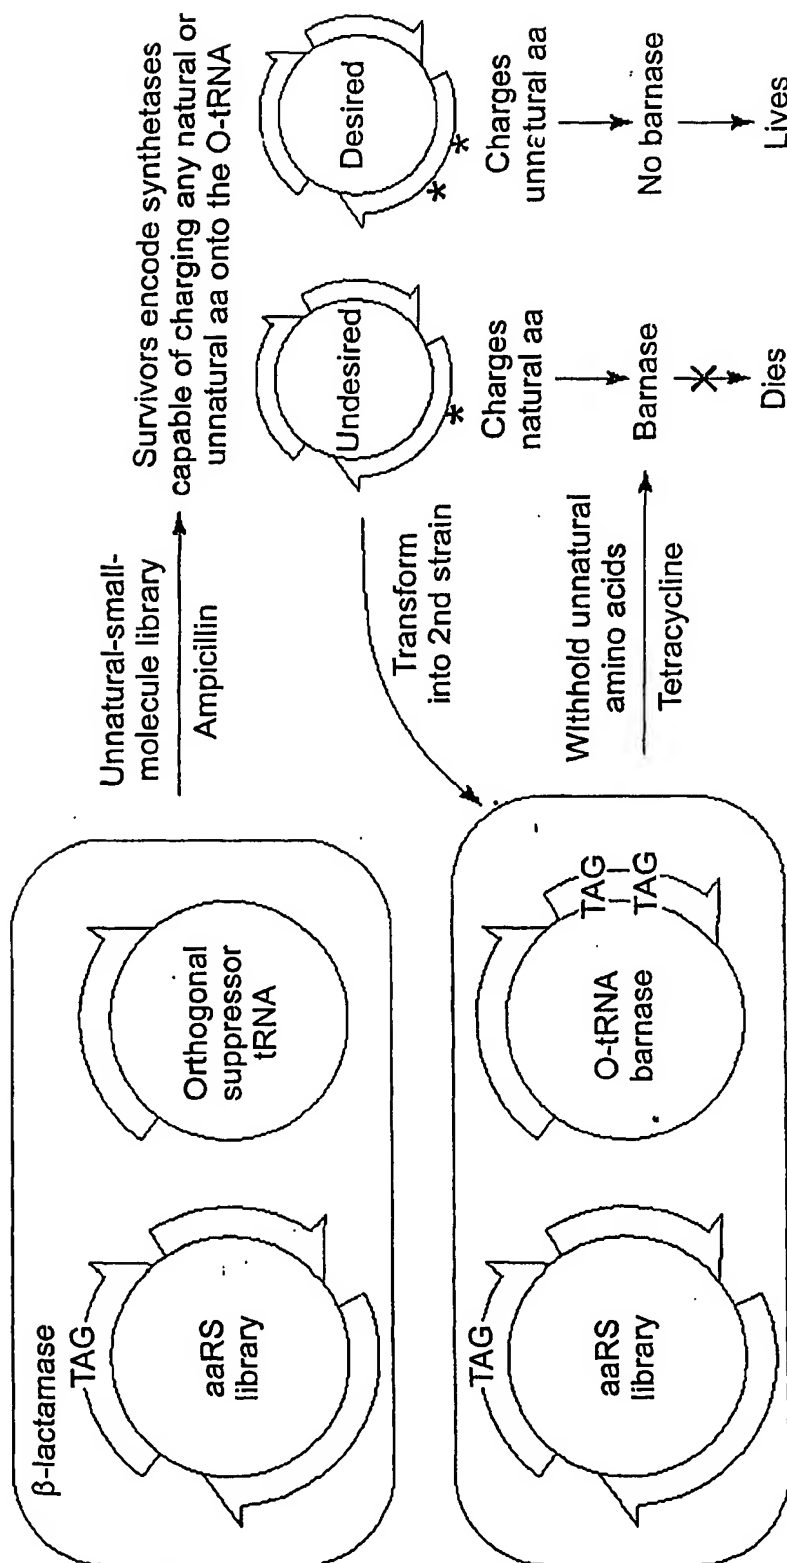 β-lactamase
TAG
aaRS
library
Orthogonal
suppressor
tRNA
Unnatural-small-
molecule library
Ampicillin
Survivors encode synthetases
capable of charging any natural or
unnatural aa onto the O-tRNA
Undesired
*
Desired
* *
Charges
natural aa
Charges
unnatural aa
Transform
into 2nd strain
TAG
aaRS
library
O-tRNA
barnase
TAG
TAG
Withhold unnatural
amino acids
Tetracycline
Barnase
No barnase
Dies
Lives